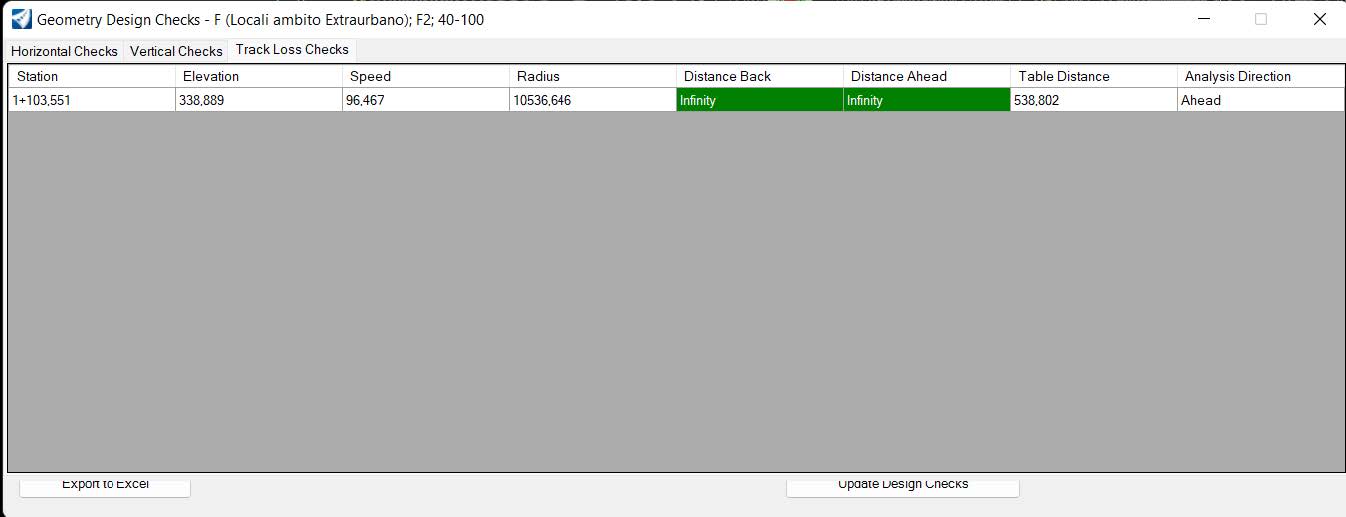 Geometry Design Checks - F (Locali ambito Extraurbano); F2; 40-100
Horizontal Checks Vertical Checks Track Loss Checks
Station Elevation Speed Radius Distance Back Distance Ahead Table Distance Analysis Direction
1+103,551 338,889 96,467 10536,646 Infinity Infinity 538,802 Ahead
Export to Excel Update Design Checks